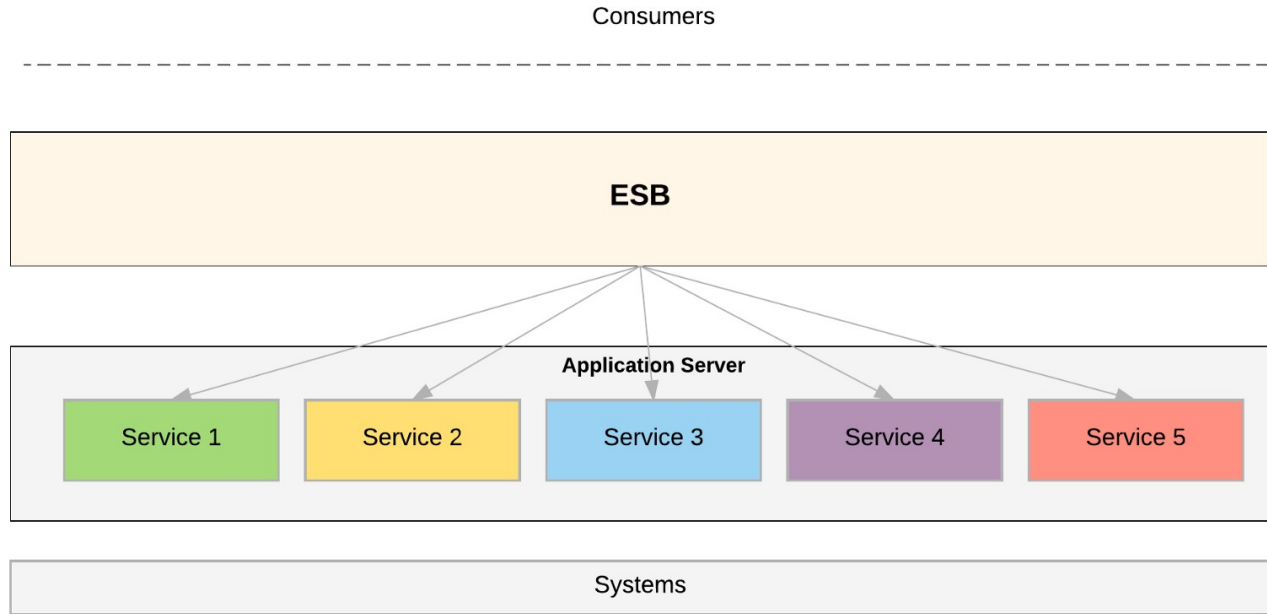 Consumers
ESB
Application Server
Service 1
Service 2
Service 3
Service 4
Service 5
Systems